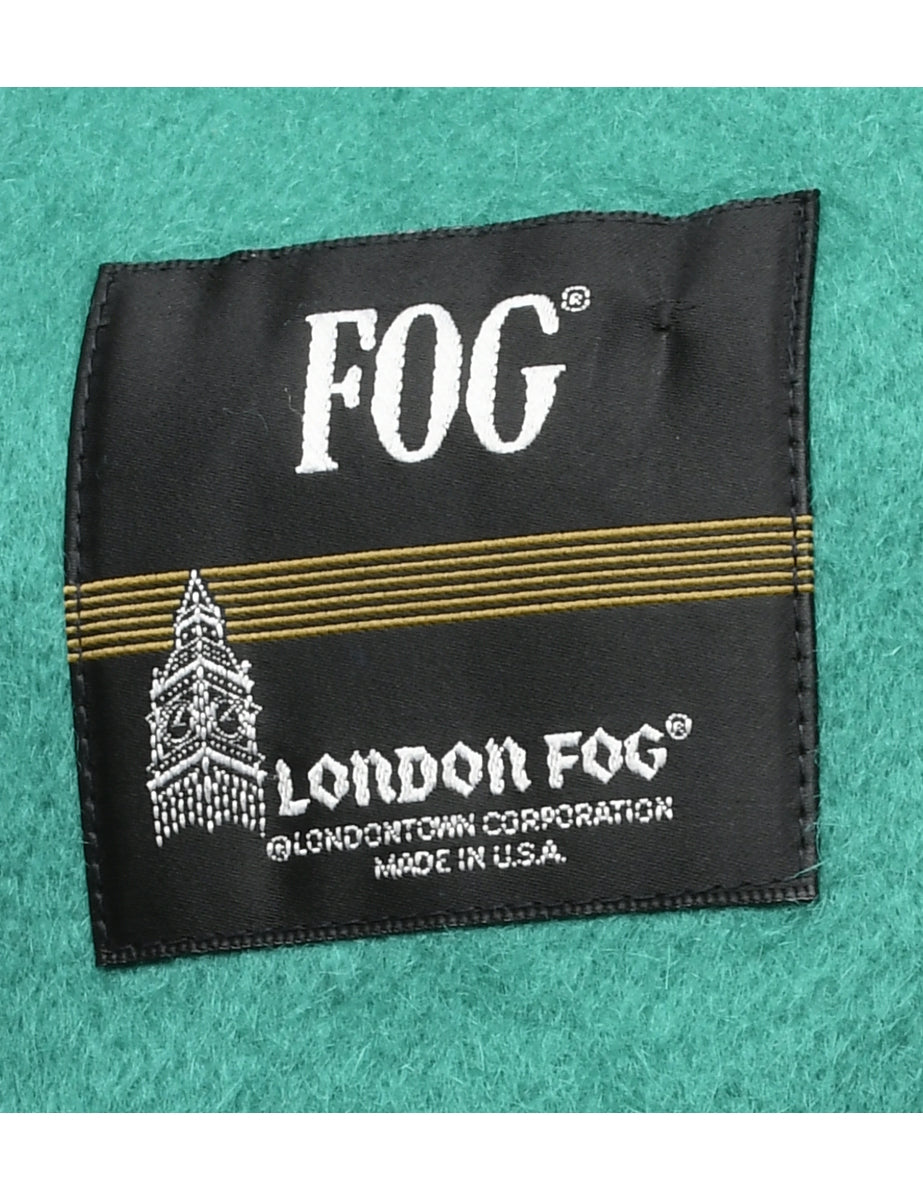 FOG®
LONDON FOG®
®LONDONTOWN CORPORATION
MADE IN U.S.A.